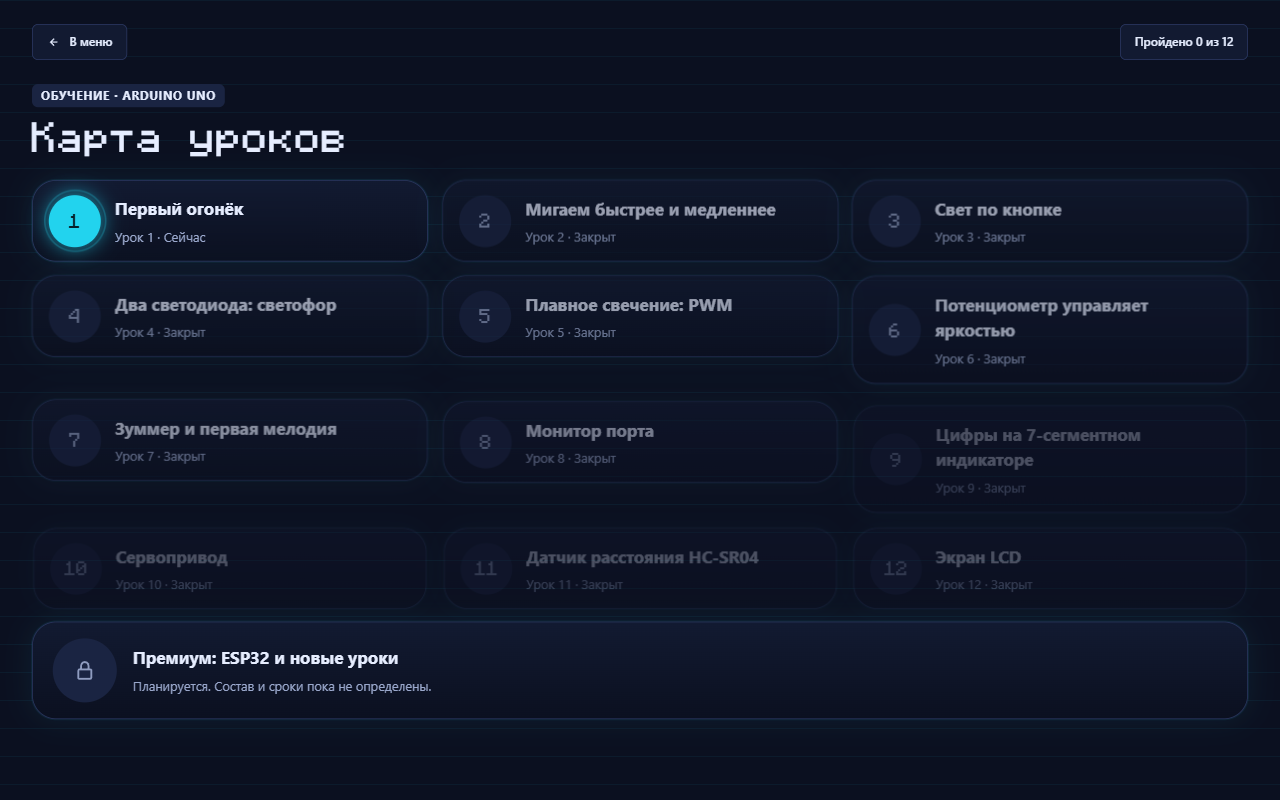 ← В меню
Пройдено 0 из 12
ОБУЧЕНИЕ · ARDUINO UNO
Карта уроков
1
Первый огонёк
Урок 1 · Сейчас
2
Мигаем быстрее и медленнее
Урок 2 · Закрыт
3
Свет по кнопке
Урок 3 · Закрыт
4
Два светодиода: светофор
Урок 4 · Закрыт
5
Плавное свечение: PWM
Урок 5 · Закрыт
6
Потенциометр управляет
яркостью
Урок 6 · Закрыт
7
Зуммер и первая мелодия
Урок 7 · Закрыт
8
Монитор порта
Урок 8 · Закрыт
9
Цифры на 7-сегментном
индикаторе
Урок 9 · Закрыт
10
Сервопривод
Урок 10 · Закрыт
11
Датчик расстояния HC-SR04
Урок 11 · Закрыт
12
Экран LCD
Урок 12 · Закрыт
Премиум: ESP32 и новые уроки
Планируется. Состав и сроки пока не определены.